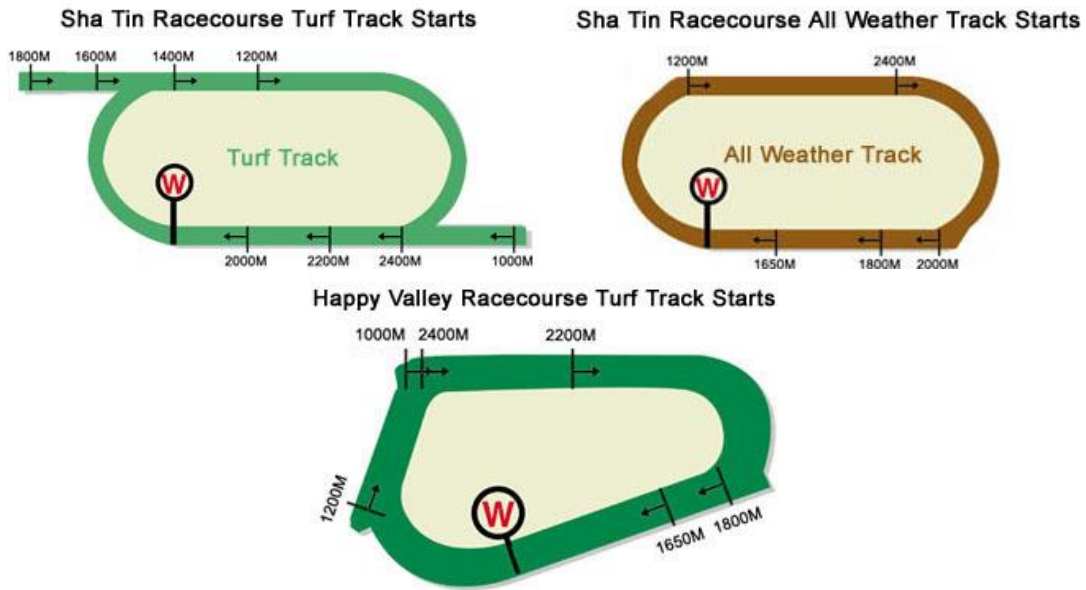 Sha Tin Racecourse Turf Track Starts
1800M 1600M 1400M 1200M
Turf Track
W
2000M 2200M 2400M 1000M
Sha Tin Racecourse All Weather Track Starts
1200M 2400M
All Weather Track
W
1650M 1800M 2000M
Happy Valley Racecourse Turf Track Starts
1000M 2400M 2200M
1200M
W
1650M 1800M